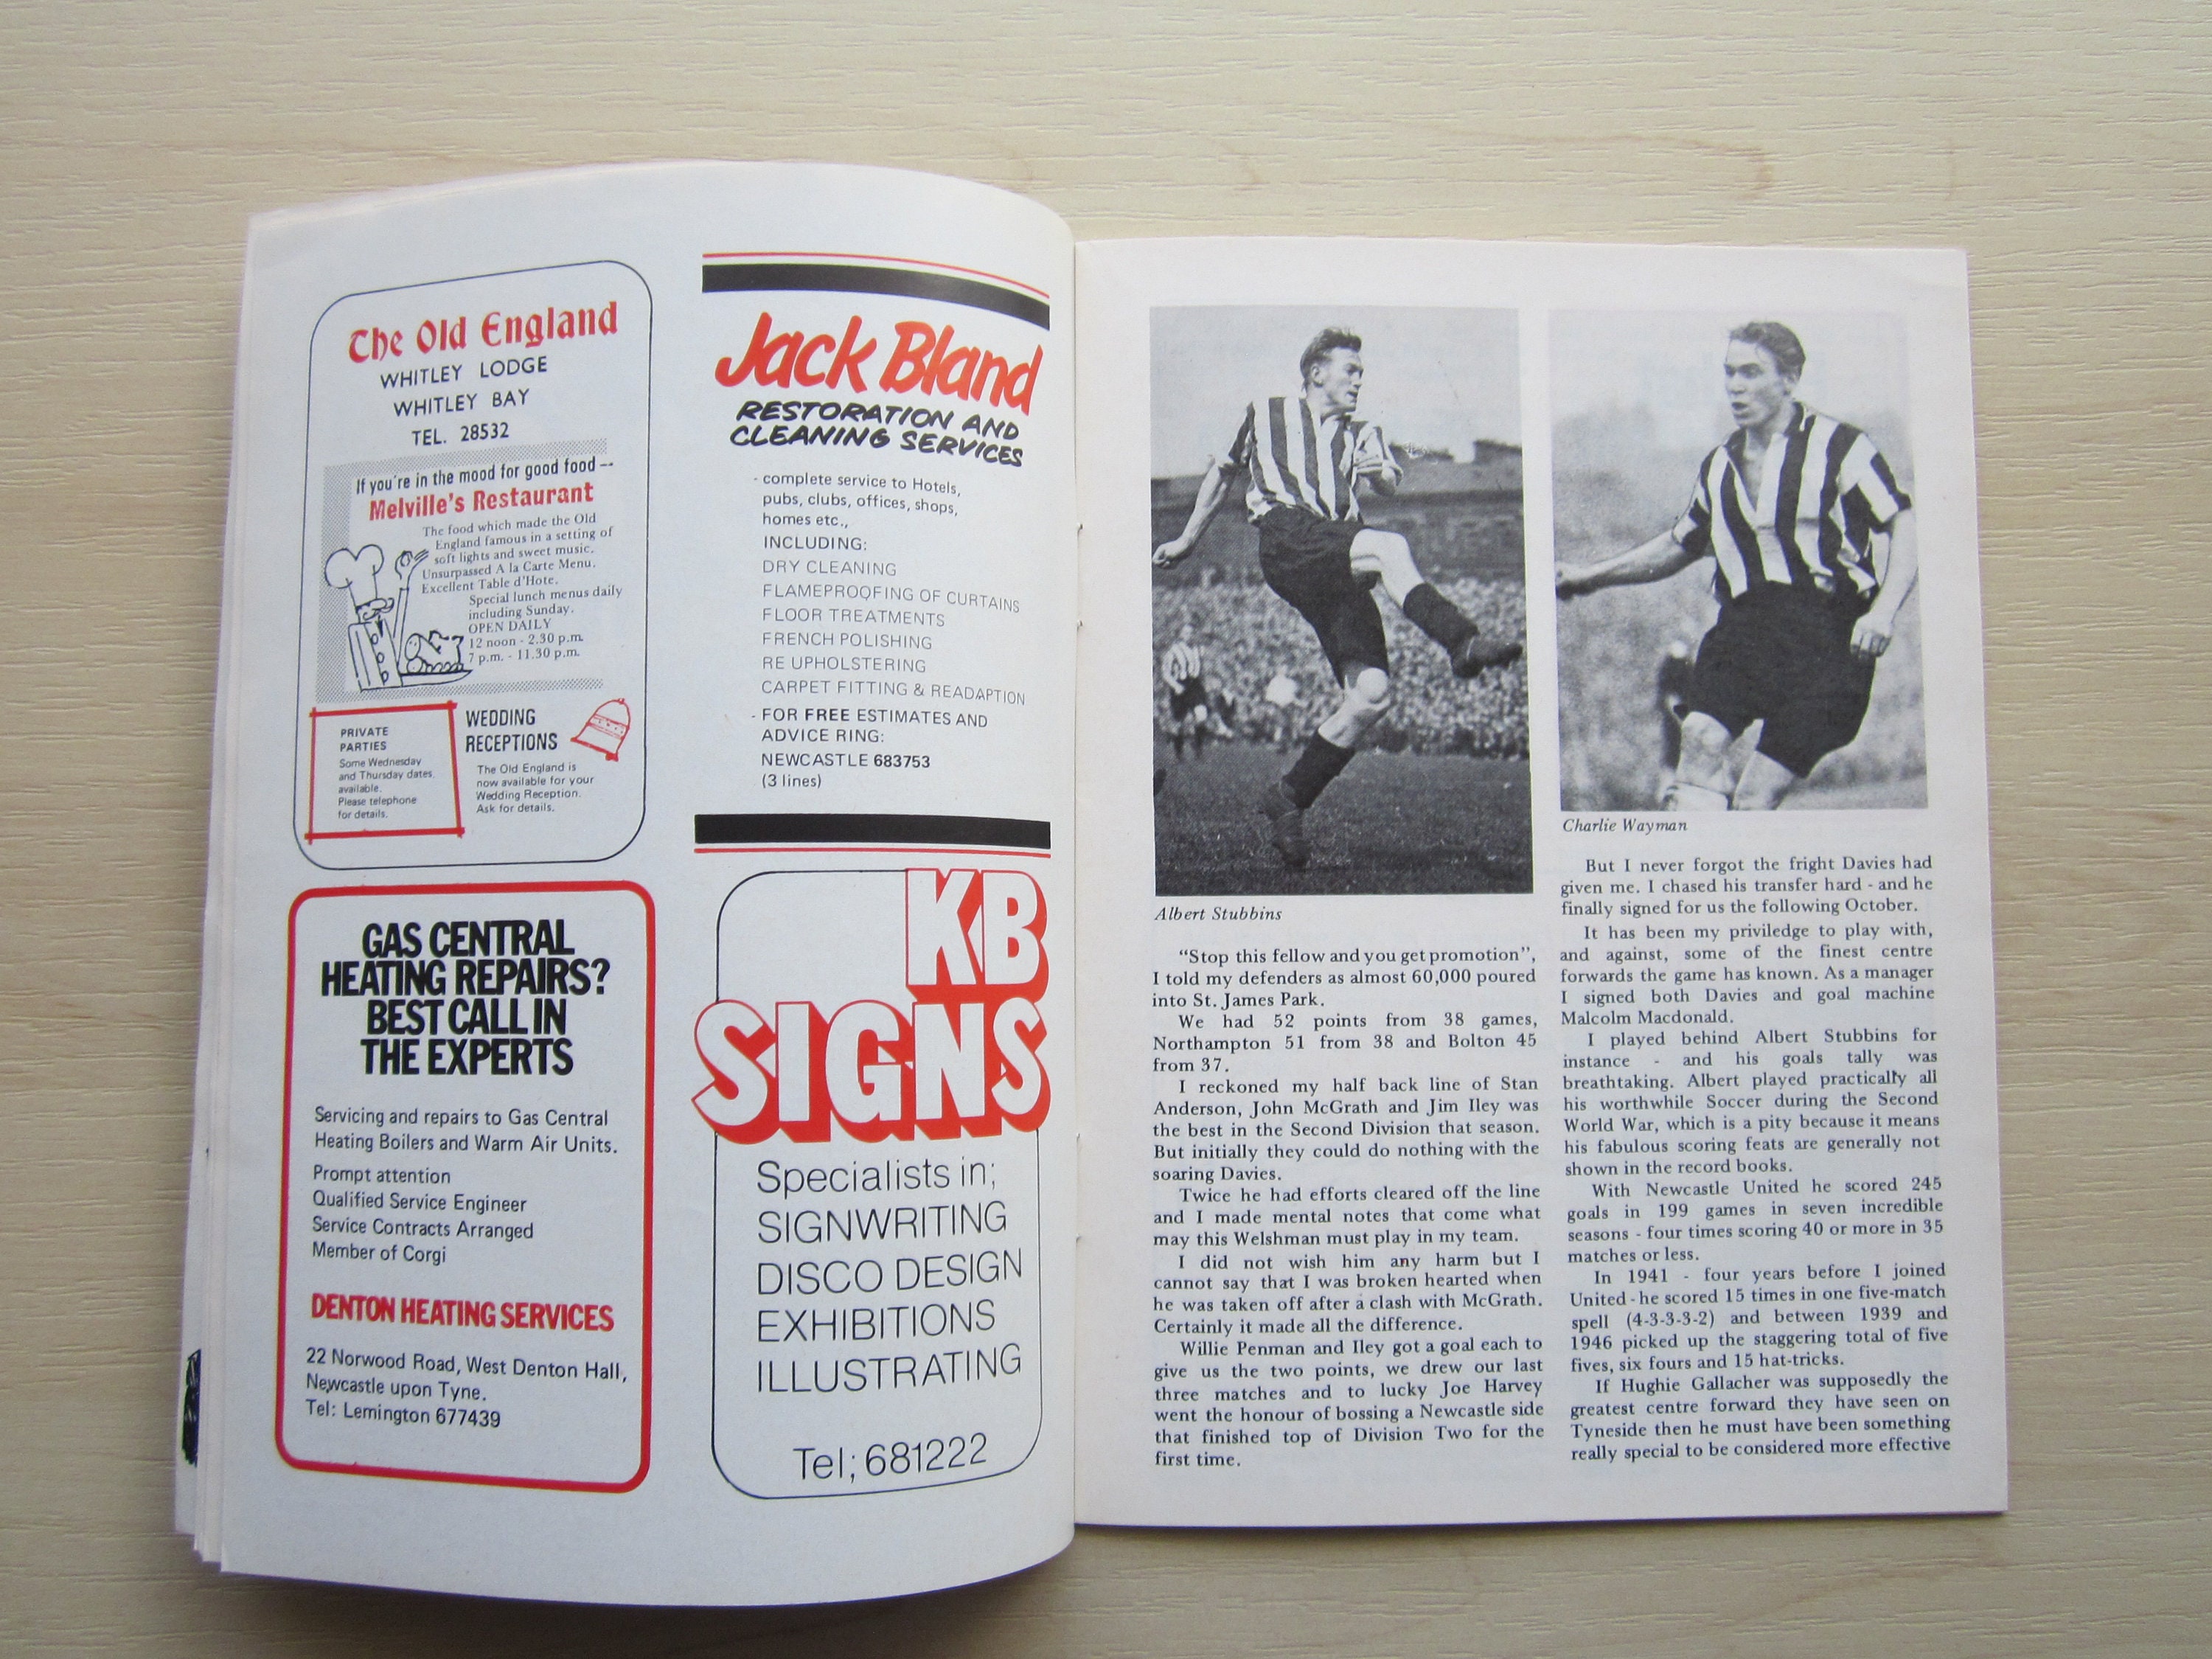 The Old England
WHITLEY LODGE
WHITLEY BAY
TEL. 28532
If you're in the mood for good food --
Melville's Restaurant
The food which made the Old
England famous in a setting of
soft lights and sweet music.
Unsurpassed A la Carte Menu.
Excellent Table d'Hote.
Special lunch menus daily
including Sunday.
OPEN DAILY
12 noon - 2.30 p.m.
7 p.m. - 11.30 p.m.
PRIVATE
PARTIES
Some Wednesday
and Thursday dates
available.
Please telephone
for details.
WEDDING
RECEPTIONS
The Old England is
now available for your
Wedding Reception.
Ask for details.
GAS CENTRAL
HEATING REPAIRS?
BEST CALL IN
THE EXPERTS
Servicing and repairs to Gas Central
Heating Boilers and Warm Air Units.
Prompt attention
Qualified Service Engineer
Service Contracts Arranged
Member of Corgi
DENTON HEATING SERVICES
22 Norwood Road, West Denton Hall,
Newcastle upon Tyne.
Tel: Lemington 677439
Jack Bland
RESTORATION AND
CLEANING SERVICES
- complete service to Hotels,
pubs, clubs, offices, shops,
homes etc.,
INCLUDING:
DRY CLEANING
FLAMEPROOFING OF CURTAINS
FLOOR TREATMENTS
FRENCH POLISHING
RE UPHOLSTERING
CARPET FITTING & READAPTION
- FOR FREE ESTIMATES AND
ADVICE RING:
NEWCASTLE 683753
(3 lines)
KB
SIGNS
Specialists in;
SIGNWRITING
DISCO DESIGN
EXHIBITIONS
ILLUSTRATING
Tel; 681222
Albert Stubbins
"Stop this fellow and you get promotion",
I told my defenders as almost 60,000 poured
into St. James Park.
We had 52 points from 38 games,
Northampton 51 from 38 and Bolton 45
from 37.
I reckoned my half back line of Stan
Anderson, John McGrath and Jim Iley was
the best in the Second Division that season.
But initially they could do nothing with the
soaring Davies.
Twice he had efforts cleared off the line
and I made mental notes that come what
may this Welshman must play in my team.
I did not wish him any harm but I
cannot say that I was broken hearted when
he was taken off after a clash with McGrath.
Certainly it made all the difference.
Willie Penman and Iley got a goal each to
give us the two points, we drew our last
three matches and to lucky Joe Harvey
went the honour of bossing a Newcastle side
that finished top of Division Two for the
first time.
Charlie Wayman
But I never forgot the fright Davies had
given me. I chased his transfer hard - and he
finally signed for us the following October.
It has been my priviledge to play with,
and against, some of the finest centre
forwards the game has known. As a manager
I signed both Davies and goal machine
Malcolm Macdonald.
I played behind Albert Stubbins for
instance - and his goals tally was
breathtaking. Albert played practically all
his worthwhile Soccer during the Second
World War, which is a pity because it means
his fabulous scoring feats are generally not
shown in the record books.
With Newcastle United he scored 245
goals in 199 games in seven incredible
seasons - four times scoring 40 or more in 35
matches or less.
In 1941 - four years before I joined
United - he scored 15 times in one five-match
spell (4-3-3-3-2) and between 1939 and
1946 picked up the staggering total of five
fives, six fours and 15 hat-tricks.
If Hughie Gallacher was supposedly the
greatest centre forward they have seen on
Tyneside then he must have been something
really special to be considered more effective